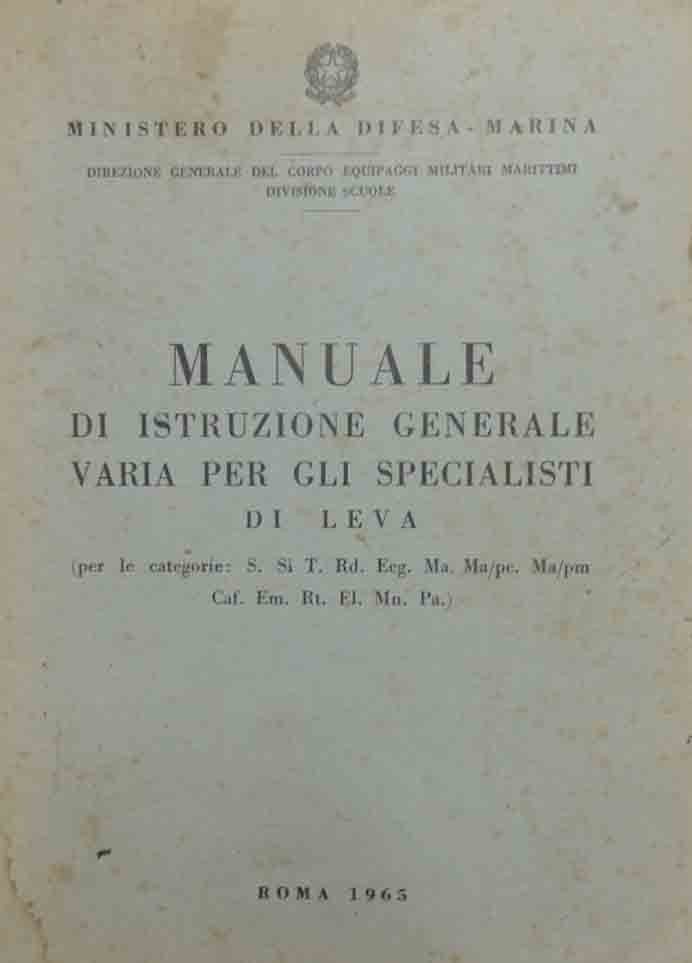 MINISTERO DELLA DIFESA - MARINA
DIREZIONE GENERALE DEL CORPO EQUIPAGGI MILITARI MARITTIMI
DIVISIONE SCUOLE
MANUALE
DI ISTRUZIONE GENERALE
VARIA PER GLI SPECIALISTI
DI LEVA
(per le categorie: S. Si T. Rd. Ecg. Ma. Ma/pc. Ma/pm
Caf. Em. Rt. El. Mn. Pa.)
ROMA 1965